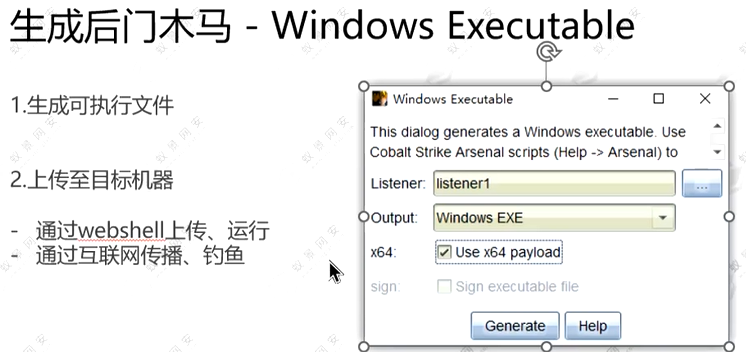 生成后门木马 - Windows Executable
1.生成可执行文件
2.上传至目标机器
- 通过webshell上传、运行
- 通过互联网传播、钓鱼
Windows Executable
This dialog generates a Windows executable. Use
Cobalt Strike Arsenal scripts (Help -> Arsenal) to
Listener: listener1 ...
Output: Windows EXE
x64: Use x64 payload
sign: Sign executable file
Generate Help